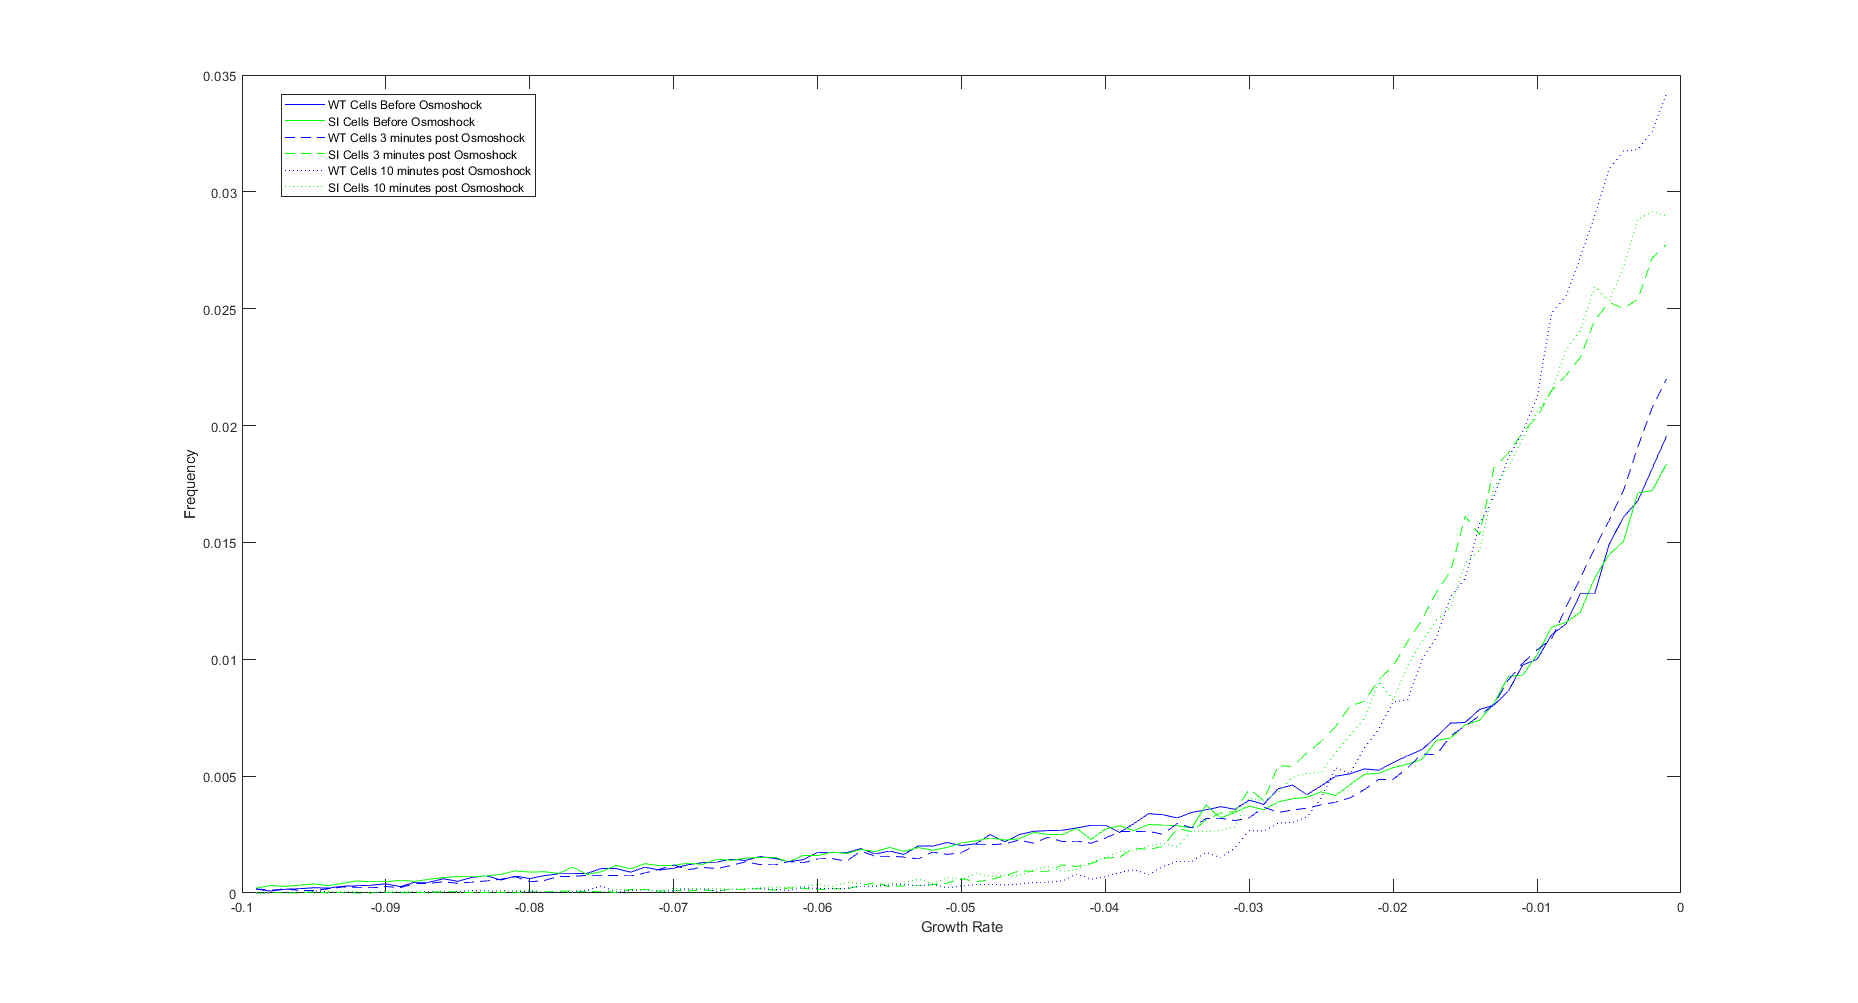 0.035
0.03
0.025
0.02
0.015
0.01
0.005
0
Frequency
WT Cells Before Osmoshock
SI Cells Before Osmoshock
WT Cells 3 minutes post Osmoshock
SI Cells 3 minutes post Osmoshock
WT Cells 10 minutes post Osmoshock
SI Cells 10 minutes post Osmoshock
-0.1 -0.09 -0.08 -0.07 -0.06 -0.05 -0.04 -0.03 -0.02 -0.01 0
Growth Rate